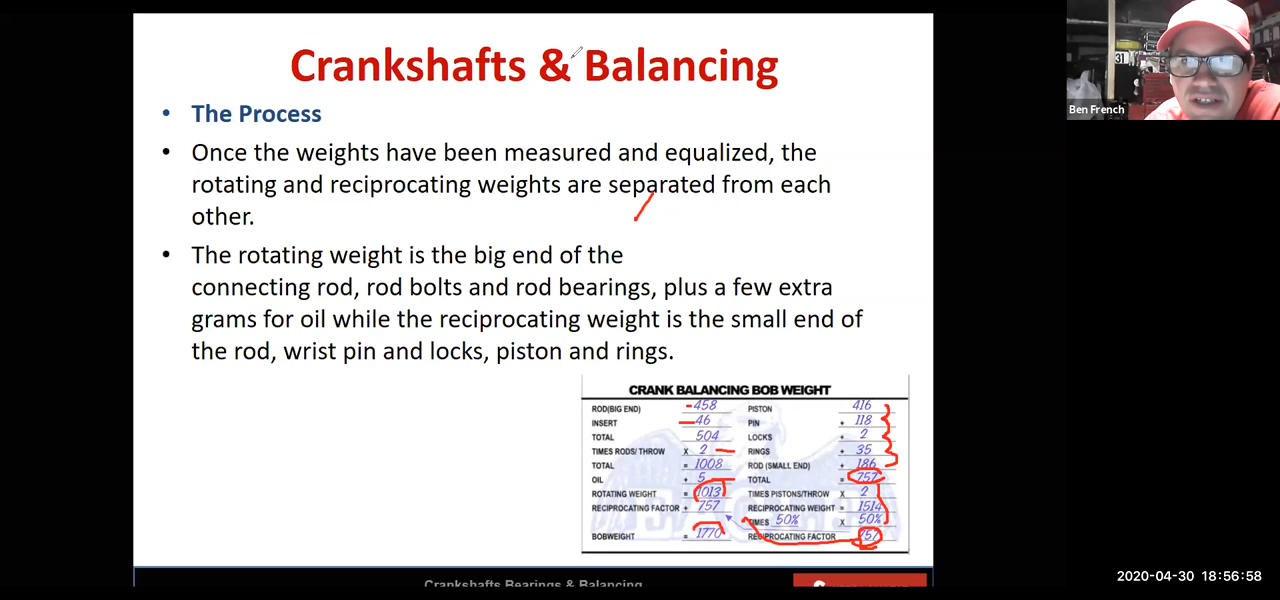 Crankshafts & Balancing
Ben French
• The Process
• Once the weights have been measured and equalized, the
rotating and reciprocating weights are separated from each
other.
• The rotating weight is the big end of the
connecting rod, rod bolts and rod bearings, plus a few extra
grams for oil while the reciprocating weight is the small end of
the rod, wrist pin and locks, piston and rings.
CRANK BALANCING BOB WEIGHT
ROD(BIG END) 458 PISTON 416
INSERT 46 PIN + 118
TOTAL 504 LOCKS + 2
TIMES RODS/ THROW X 2 RINGS + 35
TOTAL = 1008 ROD (SMALL END) + 186
OIL + 5 TOTAL = 757
ROTATING WEIGHT = 1013 TIMES PISTONS/THROW X 2
RECIPROCATING FACTOR + 757 RECIPROCATING WEIGHT = 1514
TIMES 50% X 50%
BOBWEIGHT = 1770 RECIPROCATING FACTOR 757
Crankshafts Bearings & Balancing
2020-04-30 18:56:58